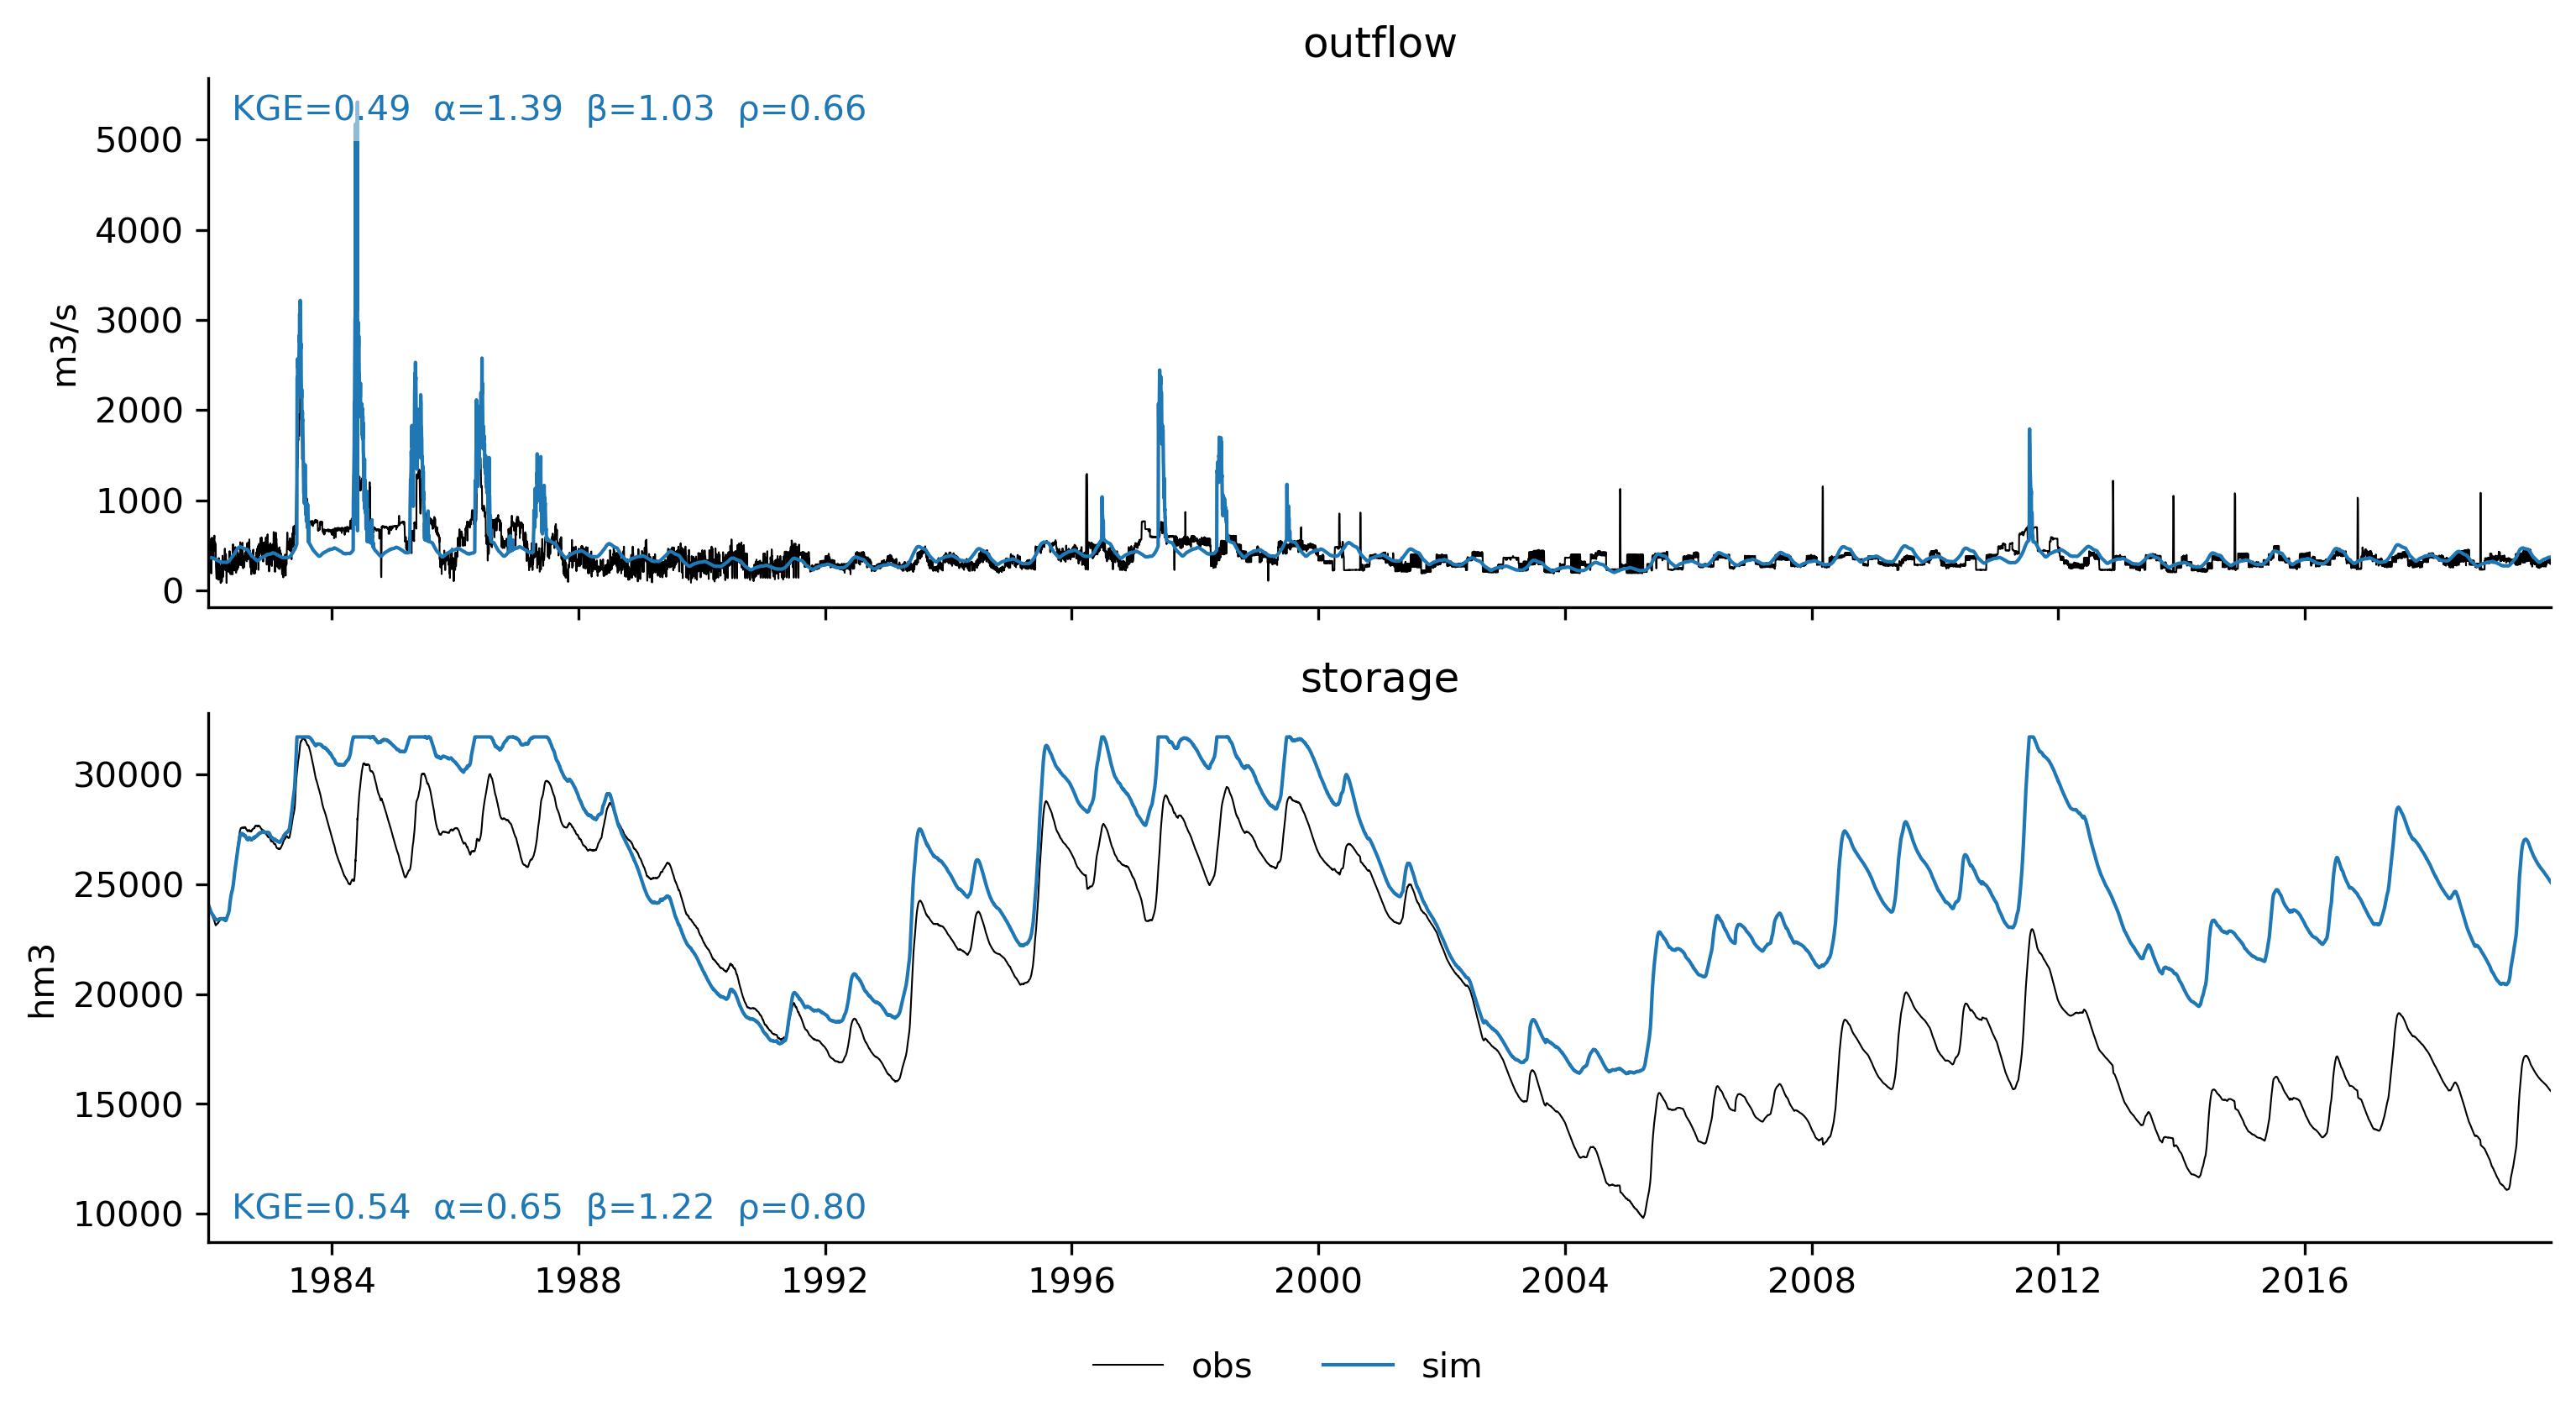 outflow
KGE=0.49 α=1.39 β=1.03 ρ=0.66
5000
4000
3000
2000
1000
0
m3/s
storage
30000
25000
20000
15000
10000
hm3
KGE=0.54 α=0.65 β=1.22 ρ=0.80
1984 1988 1992 1996 2000 2004 2008 2012 2016
obs sim